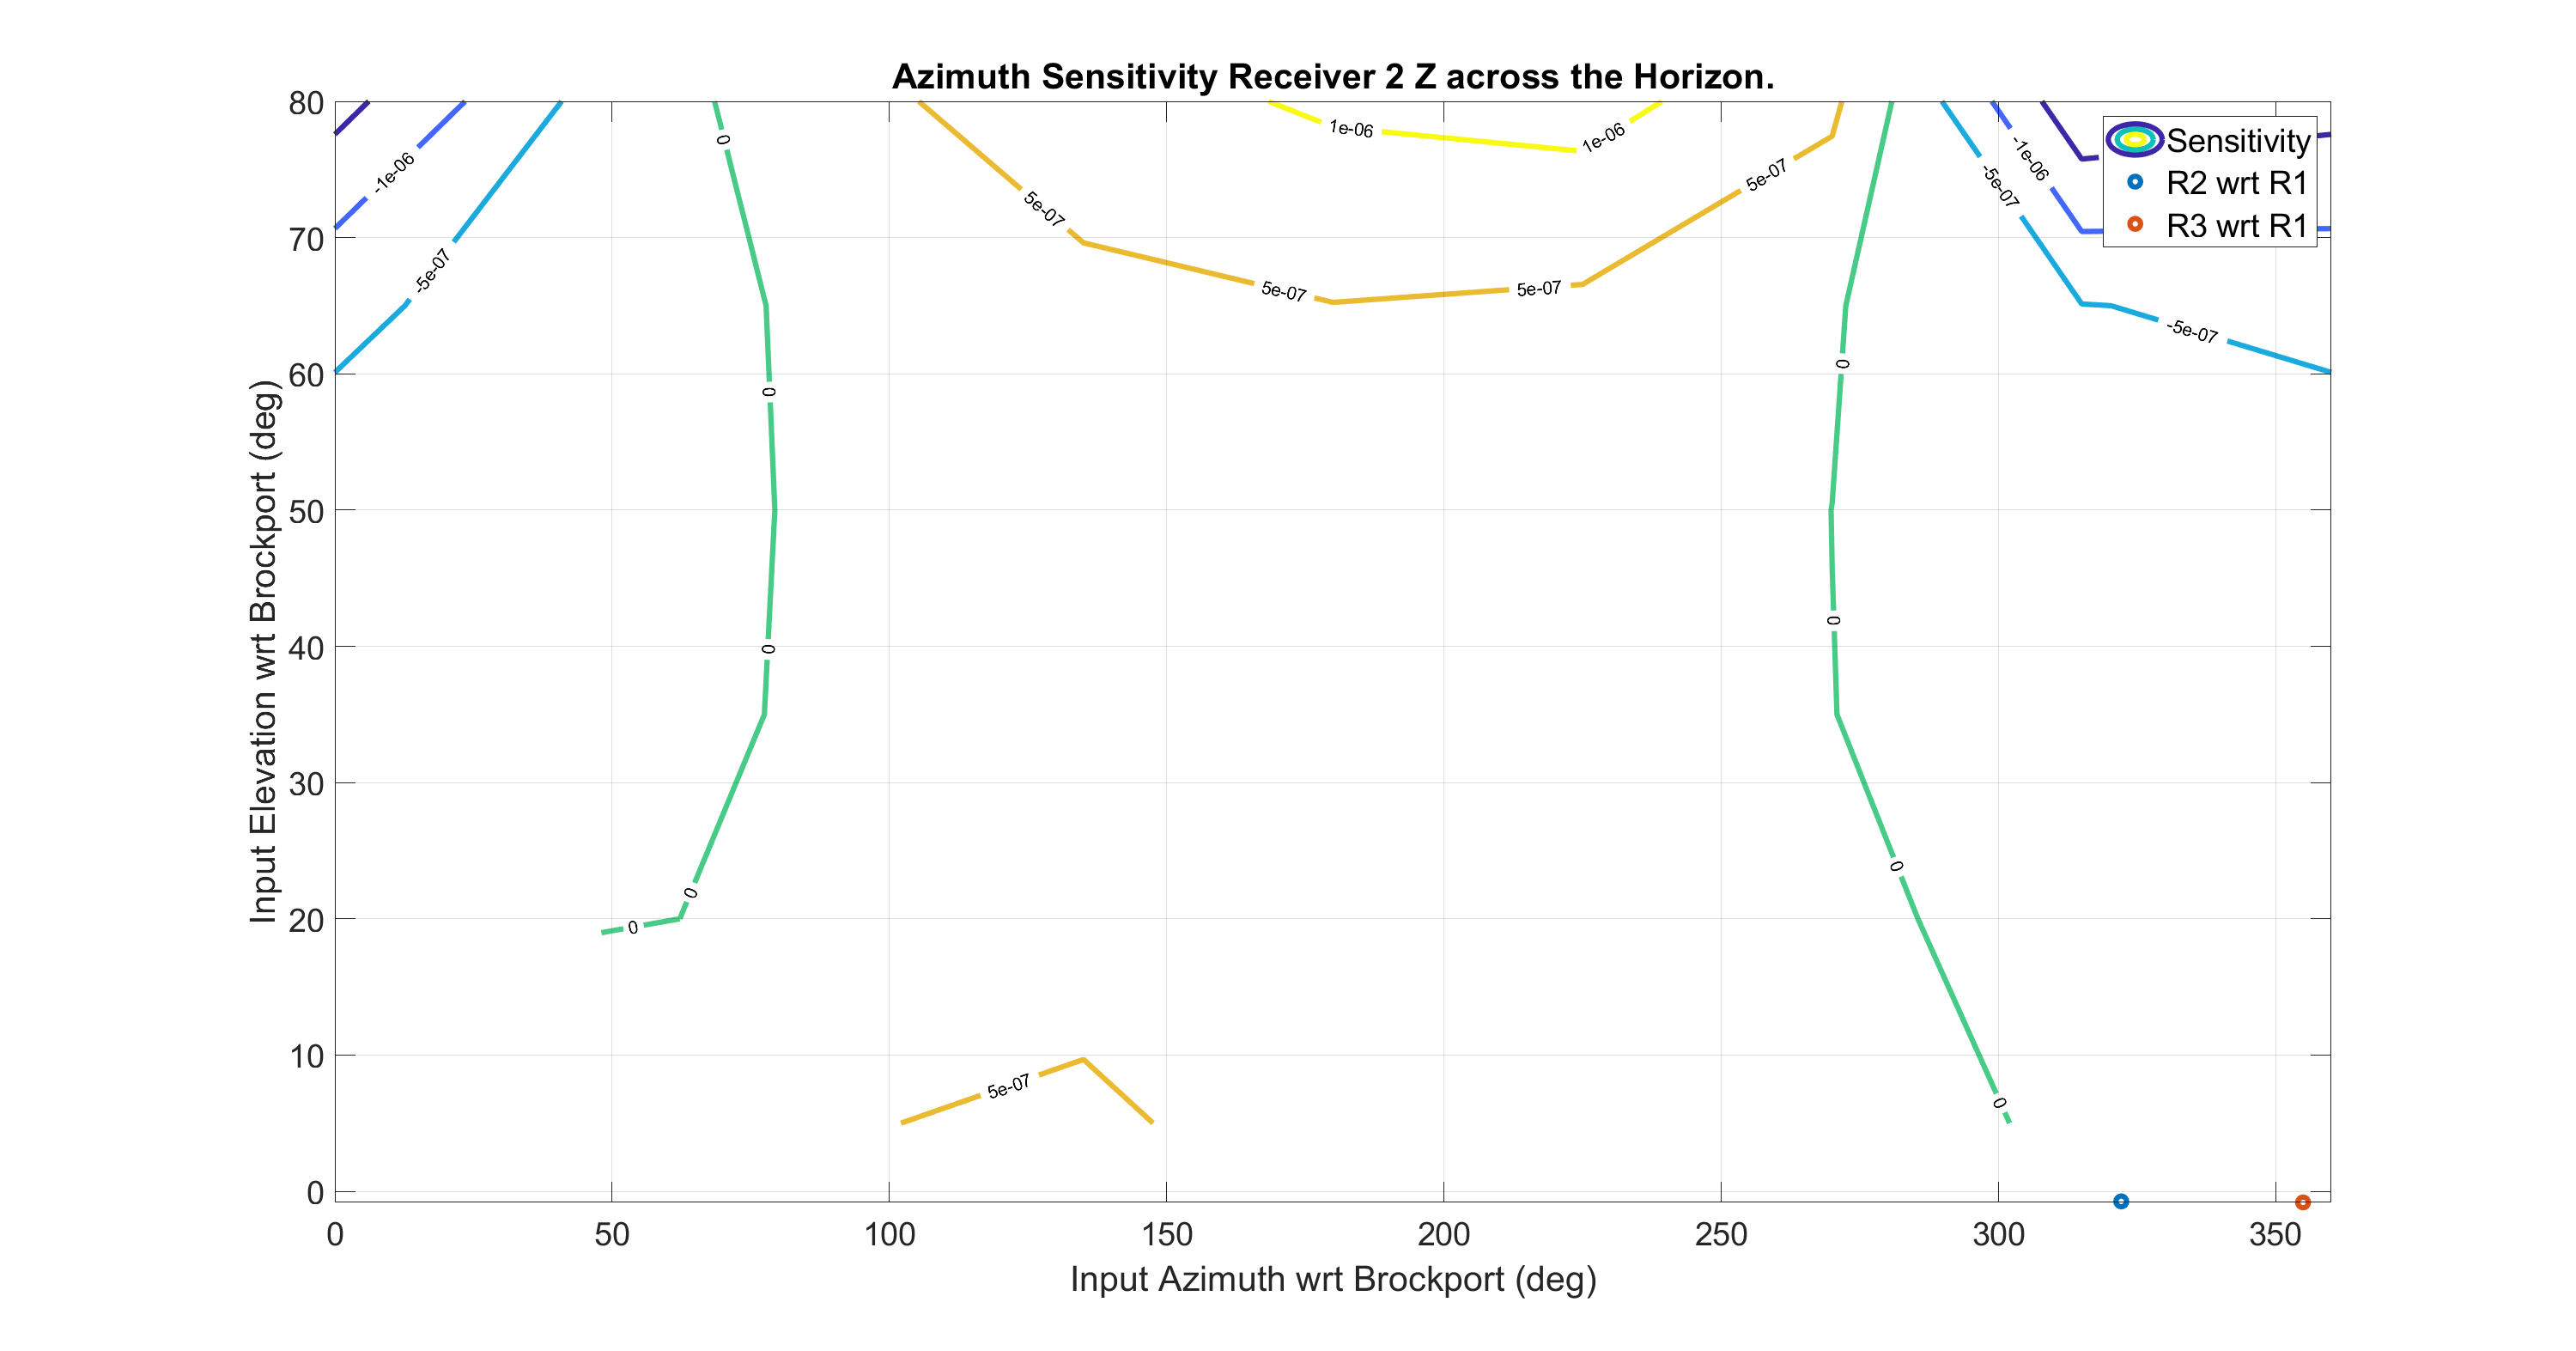 Azimuth Sensitivity Receiver 2 Z across the Horizon.
Sensitivity
R2 wrt R1
R3 wrt R1
80
70
60
50
40
30
20
10
0
Input Elevation wrt Brockport (deg)
-1e-06
-5e-07
0
0
0
0
0
5e-07
5e-07
5e-07
5e-07
1e-06
1e-06
5e-07
0
0
0
0
-5e-07
-1e-06
-5e-07
0 50 100 150 200 250 300 350
Input Azimuth wrt Brockport (deg)